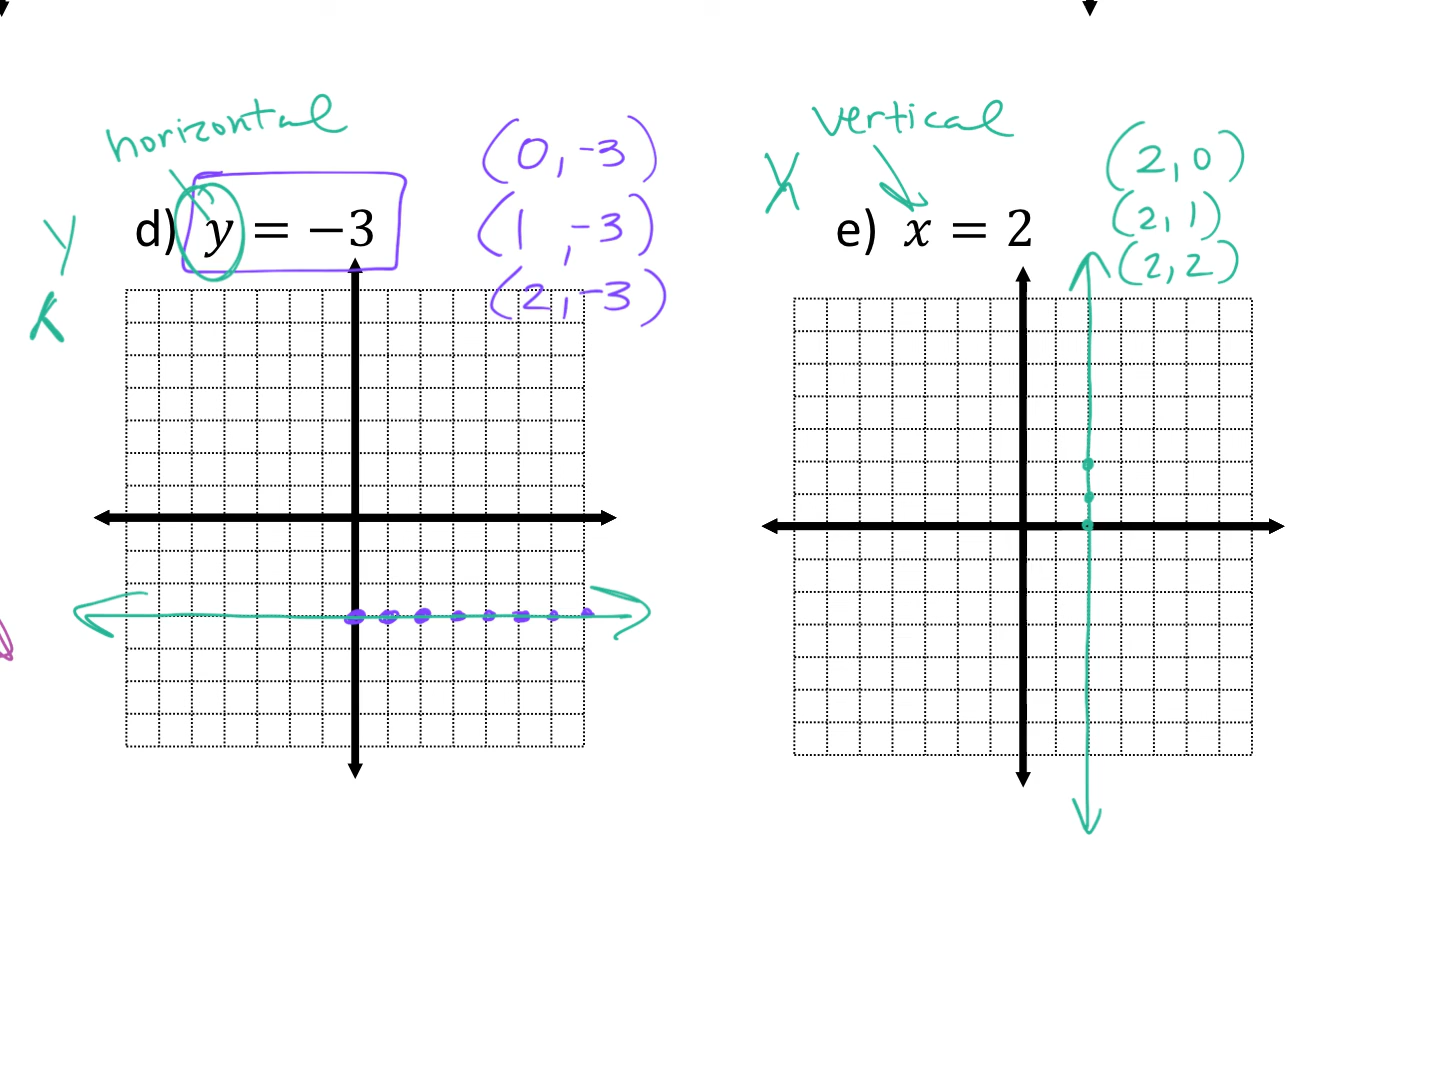 horizontal
y
d) y = −3
(0, -3)
(1, -3)
(2, -3)
vertical
x
e) x = 2
(2, 0)
(2, 1)
(2, 2)